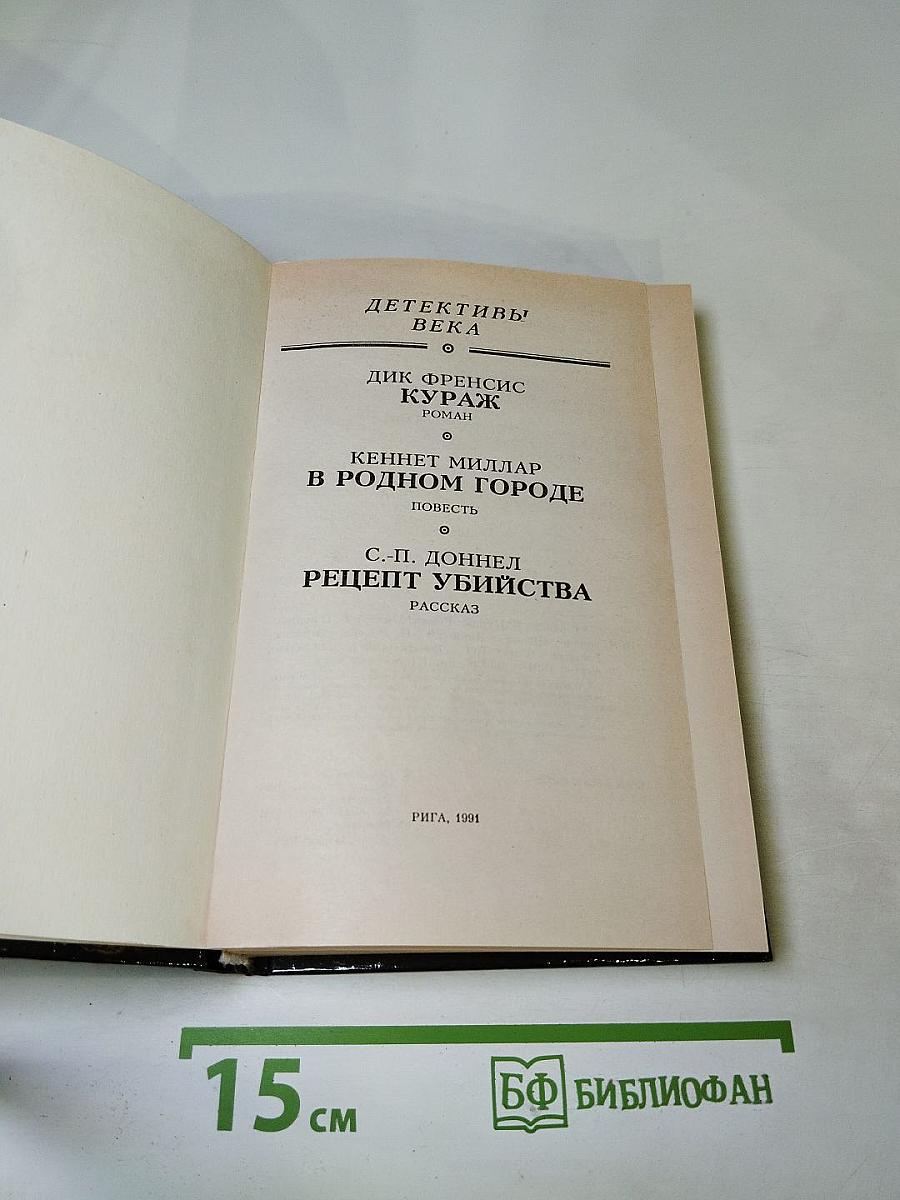 ДЕТЕКТИВЫ
ВЕКА
ДИК ФРЕНСИС
КУРАЖ
РОМАН
КЕННЕТ МИЛЛАР
В РОДНОМ ГОРОДЕ
ПОВЕСТЬ
С.-П. ДОННЕЛ
РЕЦЕПТ УБИЙСТВА
РАССКАЗ
РИГА, 1991
15 см
БФ БИБЛИОФАН